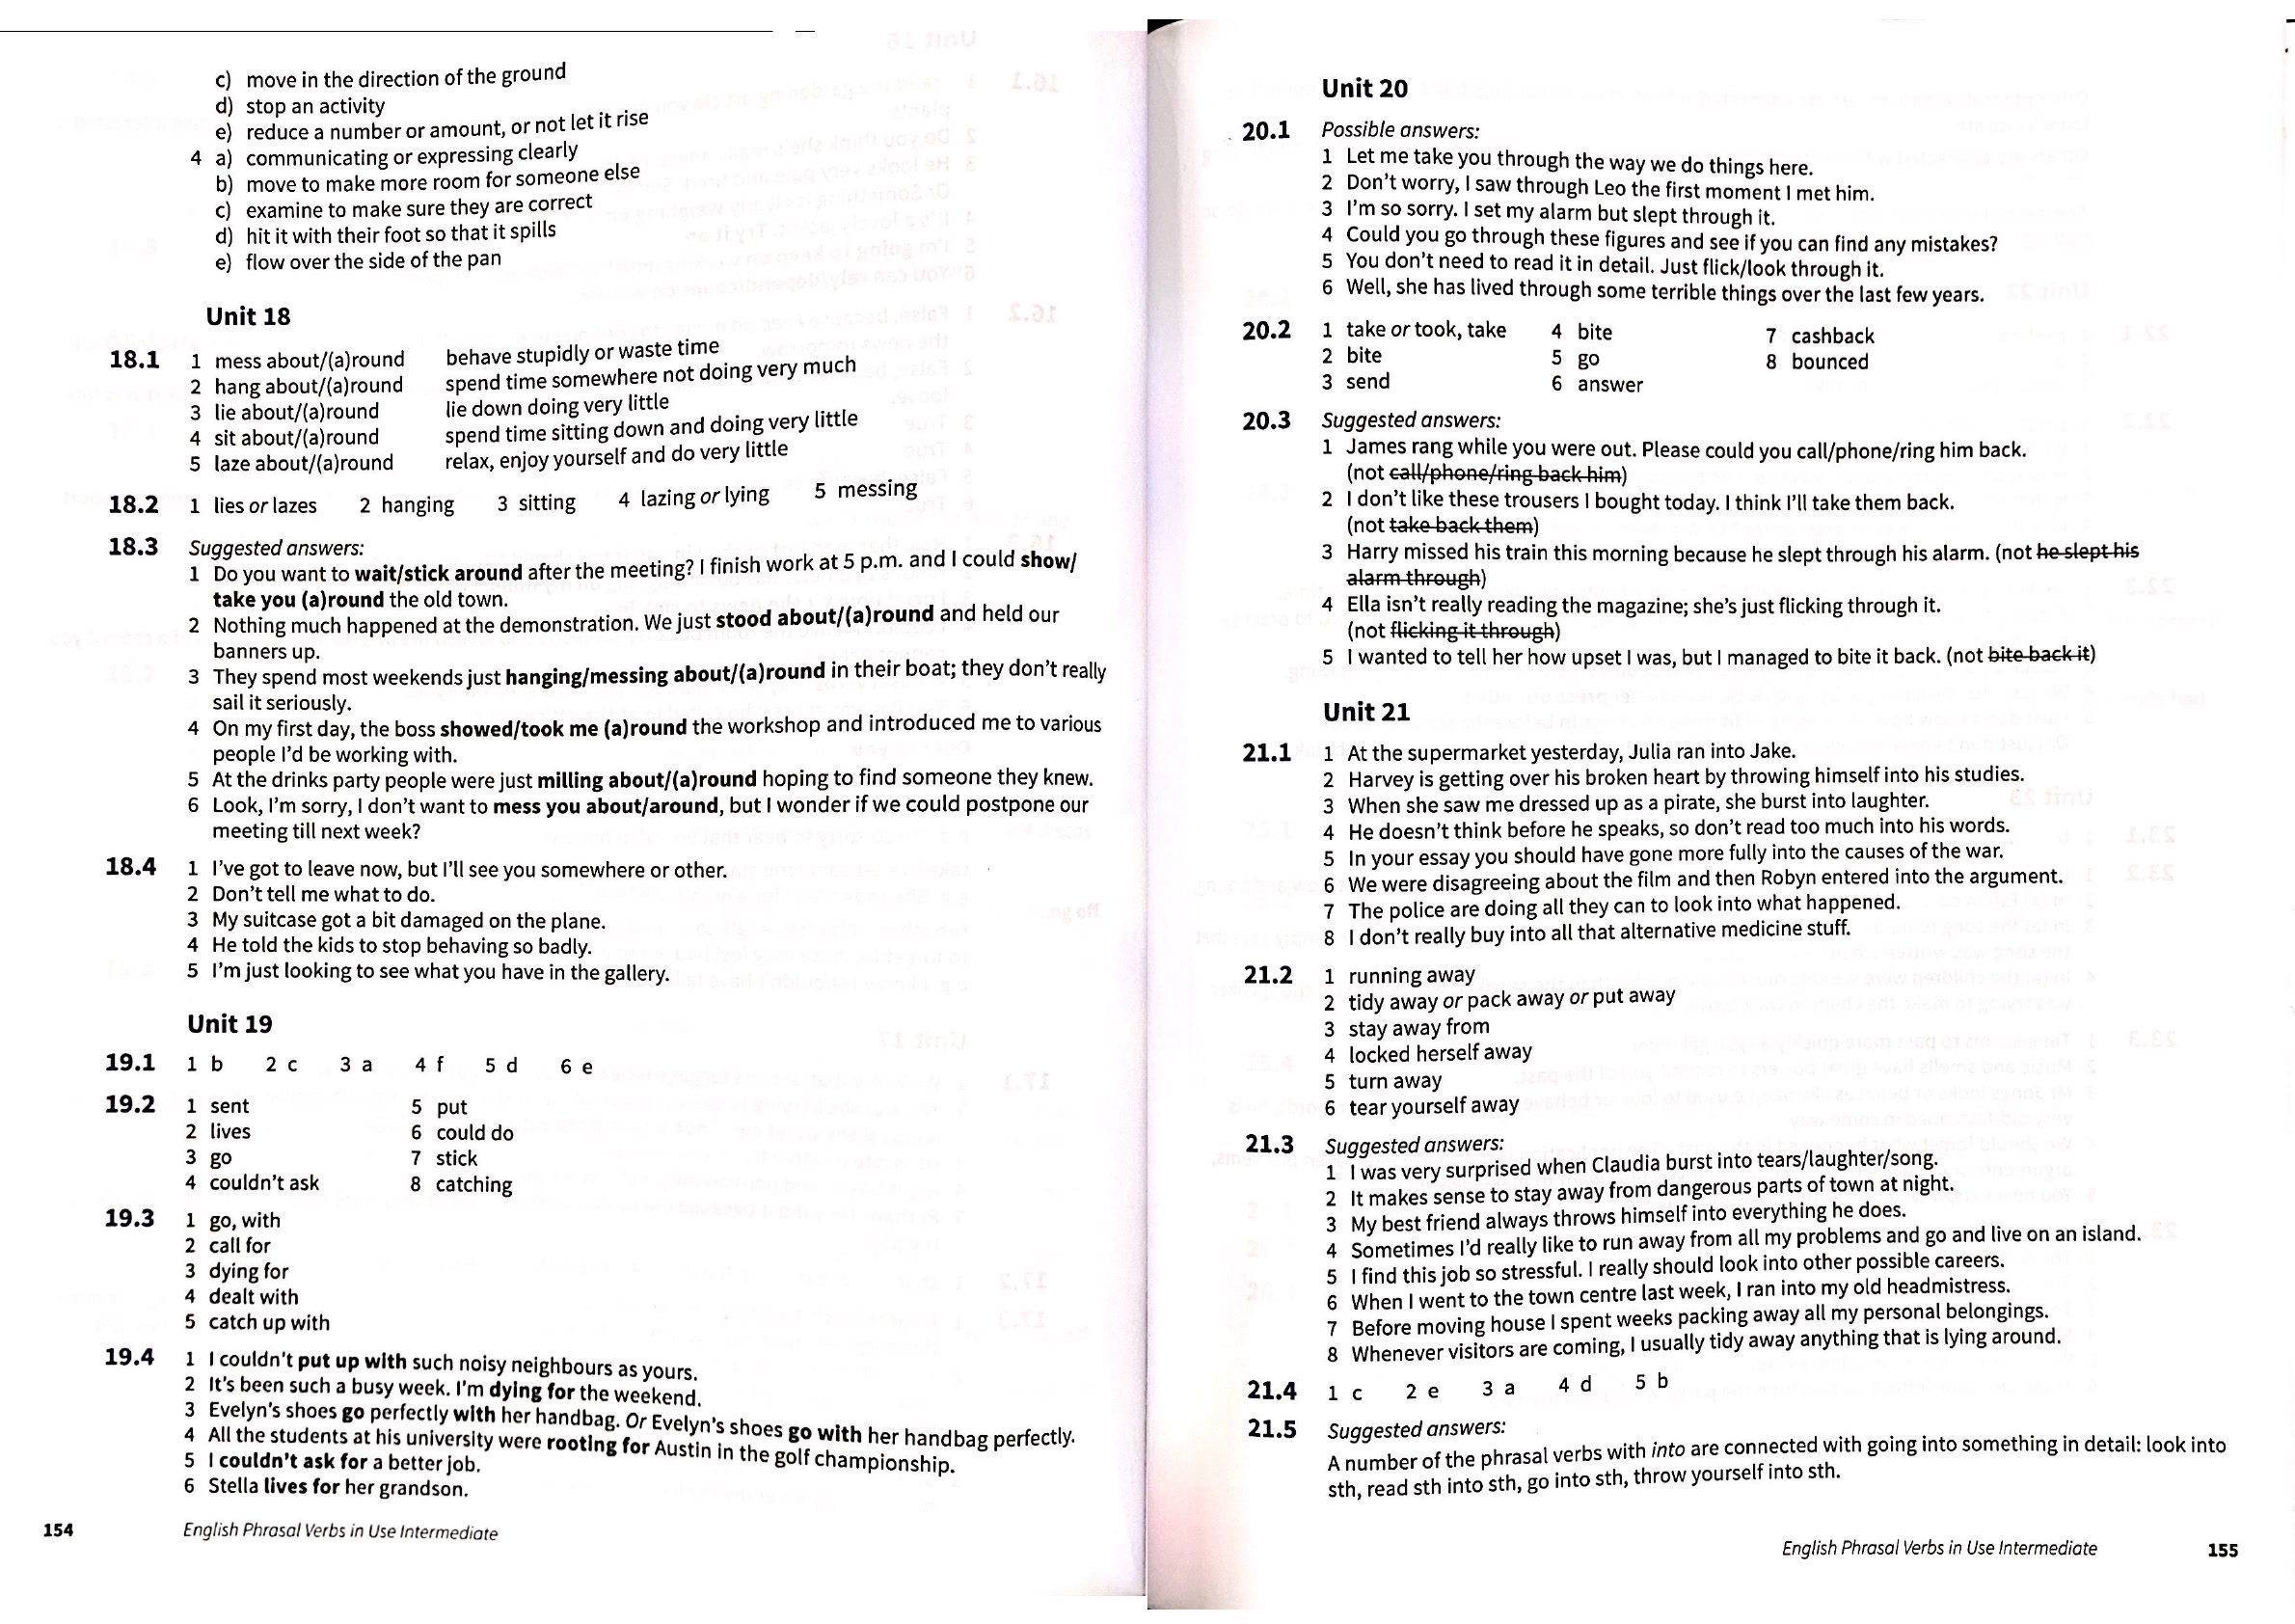 c) move in the direction of the ground
d) stop an activity
e) reduce a number or amount, or not let it rise
4 a) communicating or expressing clearly
b) move to make more room for someone else
c) examine to make sure they are correct
d) hit it with their foot so that it spills
e) flow over the side of the pan
Unit 18
18.1 1 mess about/(a)round behave stupidly or waste time
2 hang about/(a)round spend time somewhere not doing very much
3 lie about/(a)round lie down doing very little
4 sit about/(a)round spend time sitting down and doing very little
5 laze about/(a)round relax, enjoy yourself and do very little
18.2 1 lies or lazes 2 hanging 3 sitting 4 lazing or lying 5 messing
18.3 Suggested answers:
1 Do you want to wait/stick around after the meeting? I finish work at 5 p.m. and I could show/
take you (a)round the old town.
2 Nothing much happened at the demonstration. We just stood about/(a)round and held our
banners up.
3 They spend most weekends just hanging/messing about/(a)round in their boat; they don't really
sail it seriously.
4 On my first day, the boss showed/took me (a)round the workshop and introduced me to various
people I'd be working with.
5 At the drinks party people were just milling about/(a)round hoping to find someone they knew.
6 Look, I'm sorry, I don't want to mess you about/around, but I wonder if we could postpone our
meeting till next week?
18.4 1 I've got to leave now, but I'll see you somewhere or other.
2 Don't tell me what to do.
3 My suitcase got a bit damaged on the plane.
4 He told the kids to stop behaving so badly.
5 I'm just looking to see what you have in the gallery.
Unit 19
19.1 1 b 2 c 3 a 4 f 5 d 6 e
19.2 1 sent 5 put
2 lives 6 could do
3 go 7 stick
4 couldn't ask 8 catching
19.3 1 go, with
2 call for
3 dying for
4 dealt with
5 catch up with
19.4 1 I couldn't put up with such noisy neighbours as yours.
2 It's been such a busy week. I'm dying for the weekend.
3 Evelyn's shoes go perfectly with her handbag. Or Evelyn's shoes go with her handbag perfectly.
4 All the students at his university were rooting for Austin in the golf championship.
5 I couldn't ask for a better job.
6 Stella lives for her grandson.
154 English Phrasal Verbs in Use Intermediate
Unit 20
20.1 Possible answers:
1 Let me take you through the way we do things here.
2 Don't worry, I saw through Leo the first moment I met him.
3 I'm so sorry. I set my alarm but slept through it.
4 Could you go through these figures and see if you can find any mistakes?
5 You don't need to read it in detail. Just flick/look through it.
6 Well, she has lived through some terrible things over the last few years.
20.2 1 take or took, take 4 bite 7 cashback
2 bite 5 go 8 bounced
3 send 6 answer
20.3 Suggested answers:
1 James rang while you were out. Please could you call/phone/ring him back.
(not call/phone/ring back him)
2 I don't like these trousers I bought today. I think I'll take them back.
(not take back them)
3 Harry missed his train this morning because he slept through his alarm. (not he slept his
alarm through)
4 Ella isn't really reading the magazine; she's just flicking through it.
(not flicking it through)
5 I wanted to tell her how upset I was, but I managed to bite it back. (not bite back it)
Unit 21
21.1 1 At the supermarket yesterday, Julia ran into Jake.
2 Harvey is getting over his broken heart by throwing himself into his studies.
3 When she saw me dressed up as a pirate, she burst into laughter.
4 He doesn't think before he speaks, so don't read too much into his words.
5 In your essay you should have gone more fully into the causes of the war.
6 We were disagreeing about the film and then Robyn entered into the argument.
7 The police are doing all they can to look into what happened.
8 I don't really buy into all that alternative medicine stuff.
21.2 1 running away
2 tidy away or pack away or put away
3 stay away from
4 locked herself away
5 turn away
6 tear yourself away
21.3 Suggested answers:
1 I was very surprised when Claudia burst into tears/laughter/song.
2 It makes sense to stay away from dangerous parts of town at night.
3 My best friend always throws himself into everything he does.
4 Sometimes I'd really like to run away from all my problems and go and live on an island.
5 I find this job so stressful. I really should look into other possible careers.
6 When I went to the town centre last week, I ran into my old headmistress.
7 Before moving house I spent weeks packing away all my personal belongings.
8 Whenever visitors are coming, I usually tidy away anything that is lying around.
21.4 1 c 2 e 3 a 4 d 5 b
21.5 Suggested answers:
A number of the phrasal verbs with into are connected with going into something in detail: look into
sth, read sth into sth, go into sth, throw yourself into sth.
English Phrasal Verbs in Use Intermediate 155